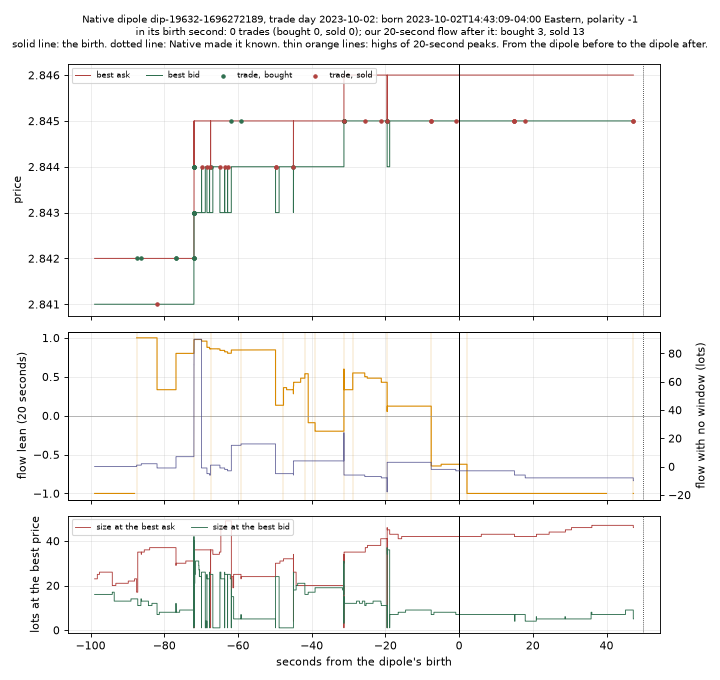 Native dipole dip-19632-1696272189, trade day 2023-10-02: born 2023-10-02T14:43:09-04:00 Eastern, polarity -1
in its birth second: 0 trades (bought 0, sold 0); our 20-second flow after it: bought 3, sold 13
solid line: the birth. dotted line: Native made it known. thin orange lines: highs of 20-second peaks. From the dipole before to the dipole after.
best ask
best bid
trade, bought
trade, sold
2.846
2.845
2.844
2.843
2.842
2.841
price
1.0
0.5
0.0
−0.5
−1.0
flow lean (20 seconds)
80
60
40
20
0
−20
flow with no window (lots)
size at the best ask
size at the best bid
40
20
0
lots at the best price
−100
−80
−60
−40
−20
0
20
40
seconds from the dipole's birth